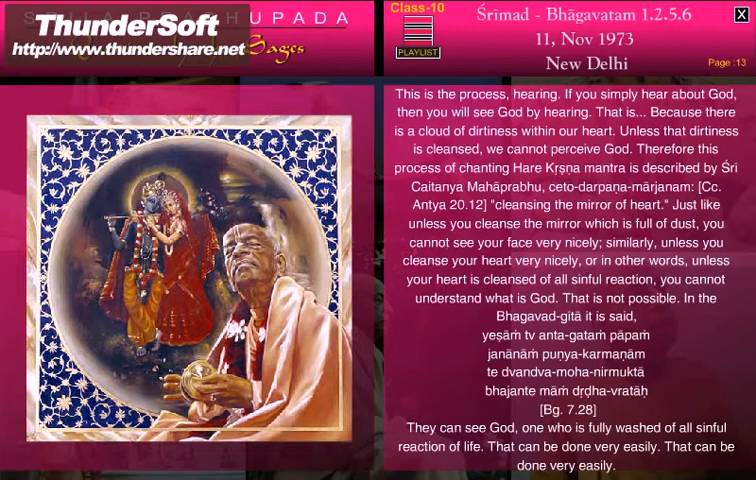 ThunderSoft
http://www.thundershare.net
UPADA
Sages
Class-10
PLAYLIST
Śrīmad - Bhāgavatam 1.2.5.6
11, Nov 1973
New Delhi
X
Page :13
This is the process, hearing. If you simply hear about God,
then you will see God by hearing. That is... Because there
is a cloud of dirtiness within our heart. Unless that dirtiness
is cleansed, we cannot perceive God. Therefore this
process of chanting Hare Kṛṣṇa mantra is described by Śrī
Caitanya Mahāprabhu, ceto-darpaṇa-mārjanam: [Cc.
Antya 20.12] "cleansing the mirror of heart." Just like
unless you cleanse the mirror which is full of dust, you
cannot see your face very nicely; similarly, unless you
cleanse your heart very nicely, or in other words, unless
your heart is cleansed of all sinful reaction, you cannot
understand what is God. That is not possible. In the
Bhagavad-gitā it is said,
yeṣāṁ tv anta-gataṁ pāpaṁ
janānāṁ puṇya-karmaṇām
te dvandva-moha-nirmuktā
bhajante māṁ dṛḍha-vratāḥ
[Bg. 7.28]
They can see God, one who is fully washed of all sinful
reaction of life. That can be done very easily. That can be
done very easily.